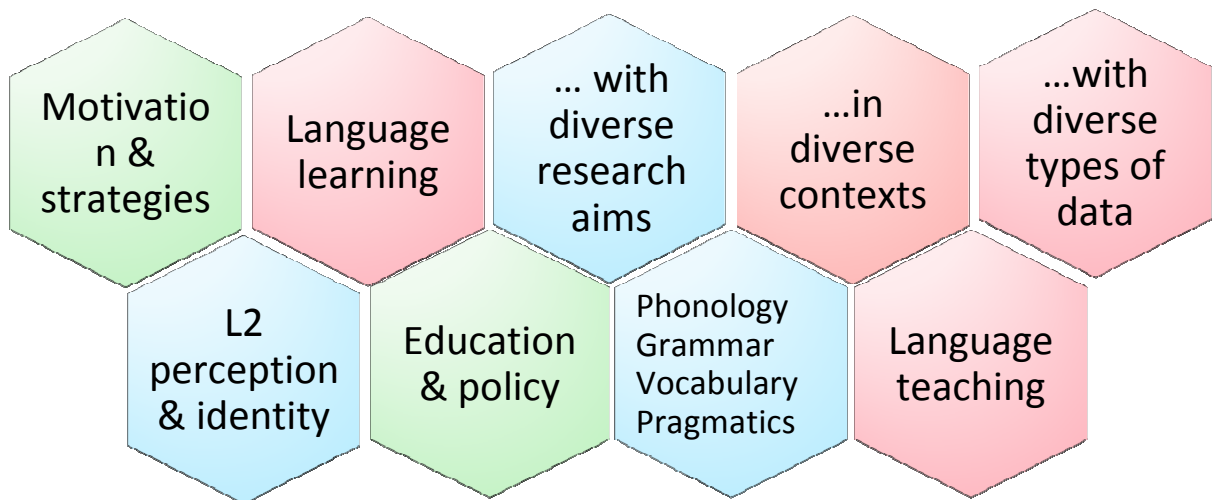 Motivatio
n &
strategies
Language
learning
... with
diverse
research
aims
...in
diverse
contexts
...with
diverse
types of
data
L2
perception
& identity
Education
& policy
Phonology
Grammar
Vocabulary
Pragmatics
Language
teaching